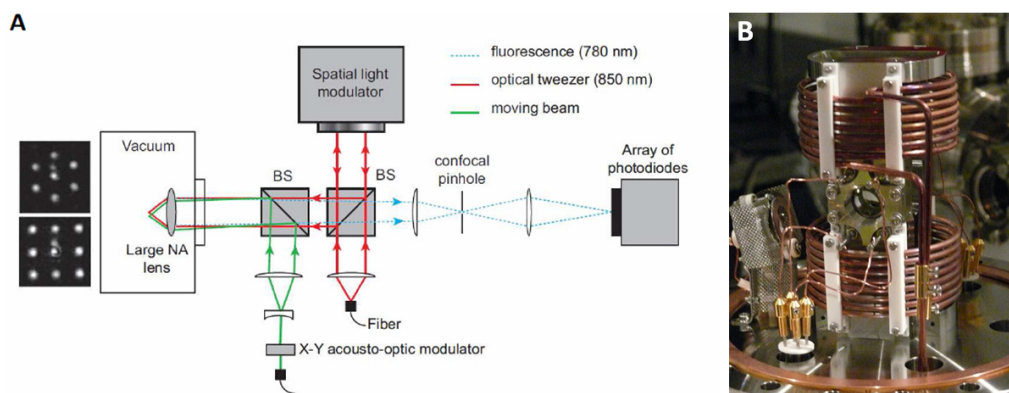 A
Spatial light
modulator
fluorescence (780 nm)
optical tweezer (850 nm)
moving beam
Vacuum
BS
BS
confocal
pinhole
Array of
photodiodes
Large NA
lens
Fiber
X-Y acousto-optic modulator
B